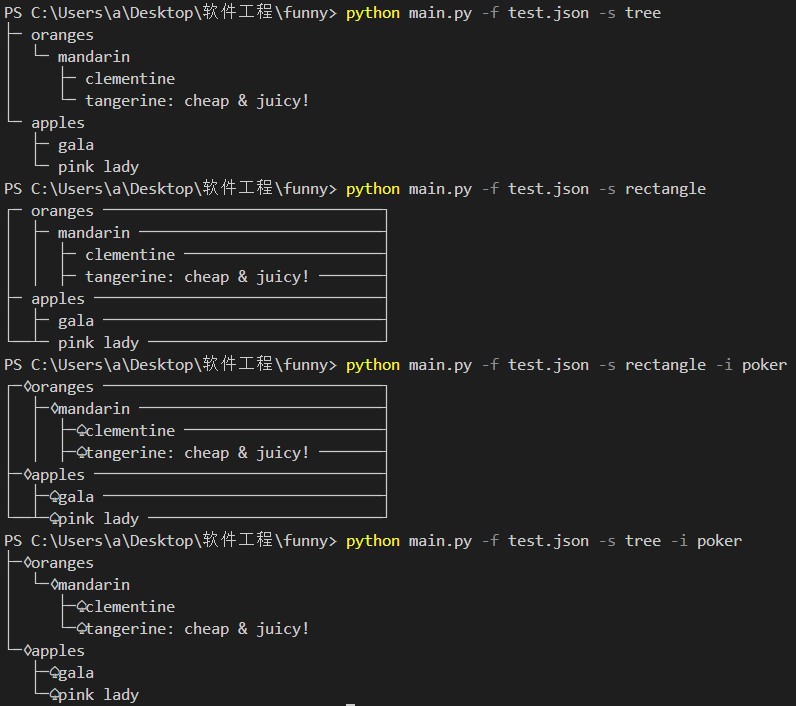 PS C:\Users\a\Desktop\软件工程\funny> python main.py -f test.json -s tree
├─ oranges
│  └─ mandarin
│     ├─ clementine
│     └─ tangerine: cheap & juicy!
└─ apples
   ├─ gala
   └─ pink lady
PS C:\Users\a\Desktop\软件工程\funny> python main.py -f test.json -s rectangle
┌─ oranges ───────────────────────────────┐
│  ├─ mandarin ───────────────────────────┤
│  │  ├─ clementine ──────────────────────┤
│  │  ├─ tangerine: cheap & juicy! ───────┤
├─ apples ────────────────────────────────┤
│  ├─ gala ───────────────────────────────┤
└──┴─ pink lady ──────────────────────────┘
PS C:\Users\a\Desktop\软件工程\funny> python main.py -f test.json -s rectangle -i poker
┌─♢oranges ───────────────────────────────┐
│  ├─♢mandarin ───────────────────────────┤
│  │  ├─♤clementine ──────────────────────┤
│  │  ├─♤tangerine: cheap & juicy! ───────┤
├─♢apples ────────────────────────────────┤
│  ├─♤gala ───────────────────────────────┤
└──┴─♤pink lady ──────────────────────────┘
PS C:\Users\a\Desktop\软件工程\funny> python main.py -f test.json -s tree -i poker
├─♢oranges
│  └─♢mandarin
│     ├─♤clementine
│     └─♤tangerine: cheap & juicy!
└─♢apples
   ├─♤gala
   └─♤pink lady